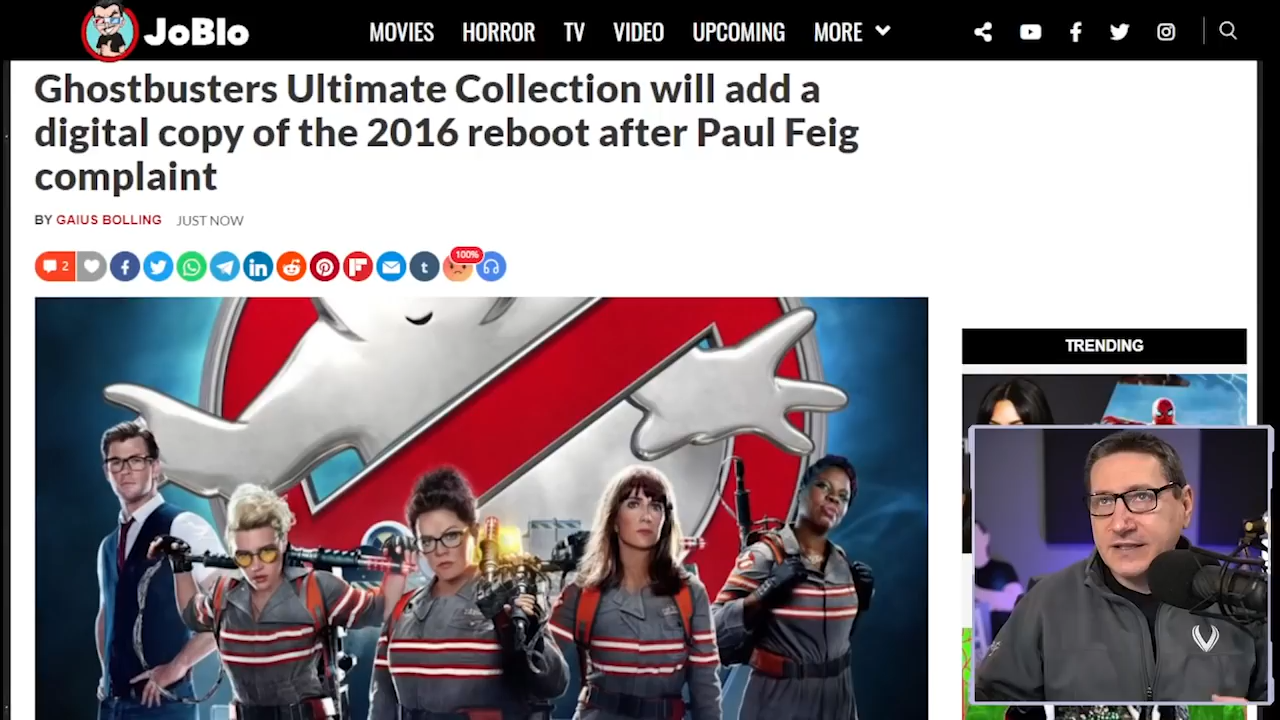 JoBlo
MOVIES HORROR TV VIDEO UPCOMING MORE
Ghostbusters Ultimate Collection will add a
digital copy of the 2016 reboot after Paul Feig
complaint
BY GAIUS BOLLING JUST NOW
2
100%
TRENDING